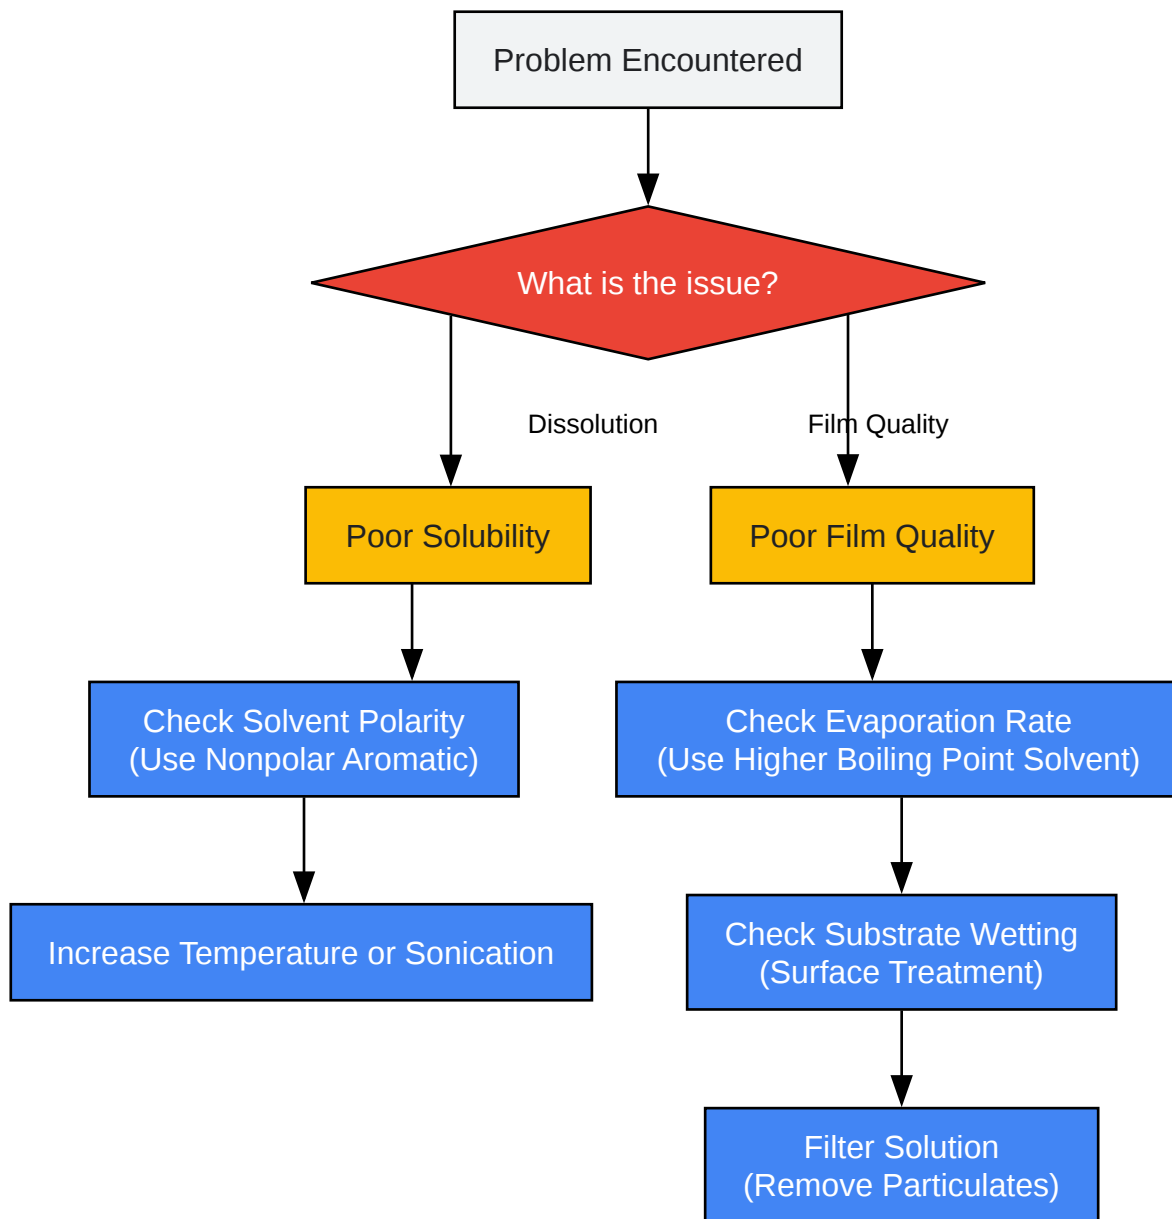 Problem Encountered
What is the issue?
Dissolution
Film Quality
Poor Solubility
Poor Film Quality
Check Solvent Polarity
(Use Nonpolar Aromatic)
Check Evaporation Rate
(Use Higher Boiling Point Solvent)
Increase Temperature or Sonication
Check Substrate Wetting
(Surface Treatment)
Filter Solution
(Remove Particulates)